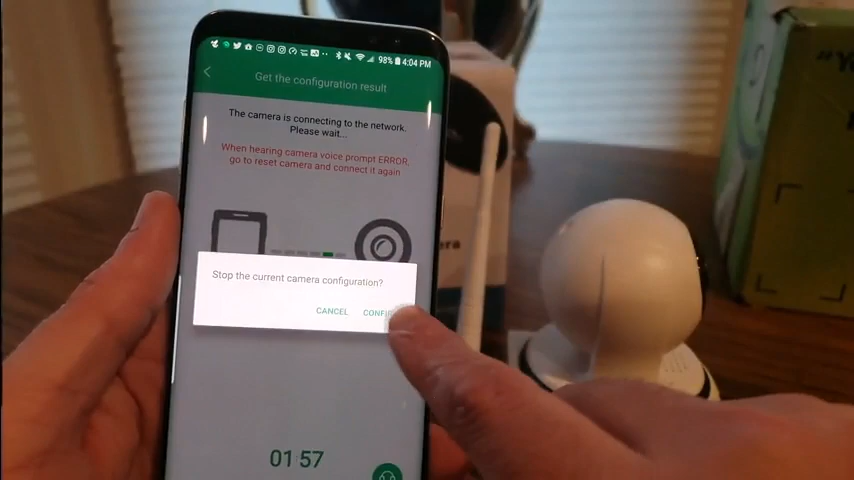 98% 4:04 PM
Get the configuration result
The camera is connecting to the network.
Please wait...
When hearing camera voice prompt ERROR,
go to reset camera and connect it again
Stop the current camera configuration?
CANCEL
01:57